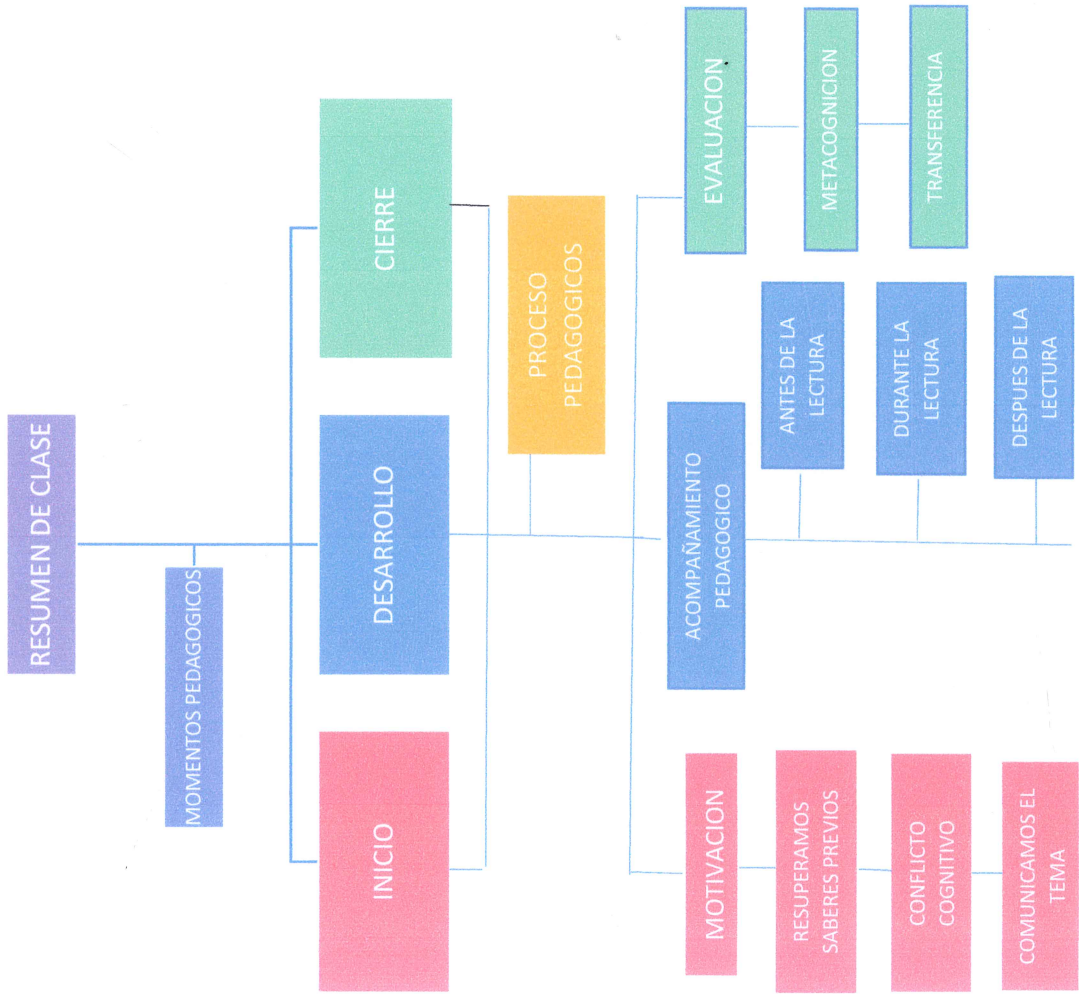 RESUMEN DE CLASE
MOMENTOS PEDAGOGICOS
INICIO
DESARROLLO
CIERRE
PROCESO
PEDAGOGICOS
MOTIVACION
RESUPERAMOS
SABERES PREVIOS
CONFLICTO
COGNITIVO
COMUNICAMOS EL
TEMA
ACOMPAÑAMIENTO
PEDAGOGICO
ANTES DE LA
LECTURA
DURANTE LA
LECTURA
DESPUES DE LA
LECTURA
EVALUACION
METACOGNICION
TRANSFERENCIA